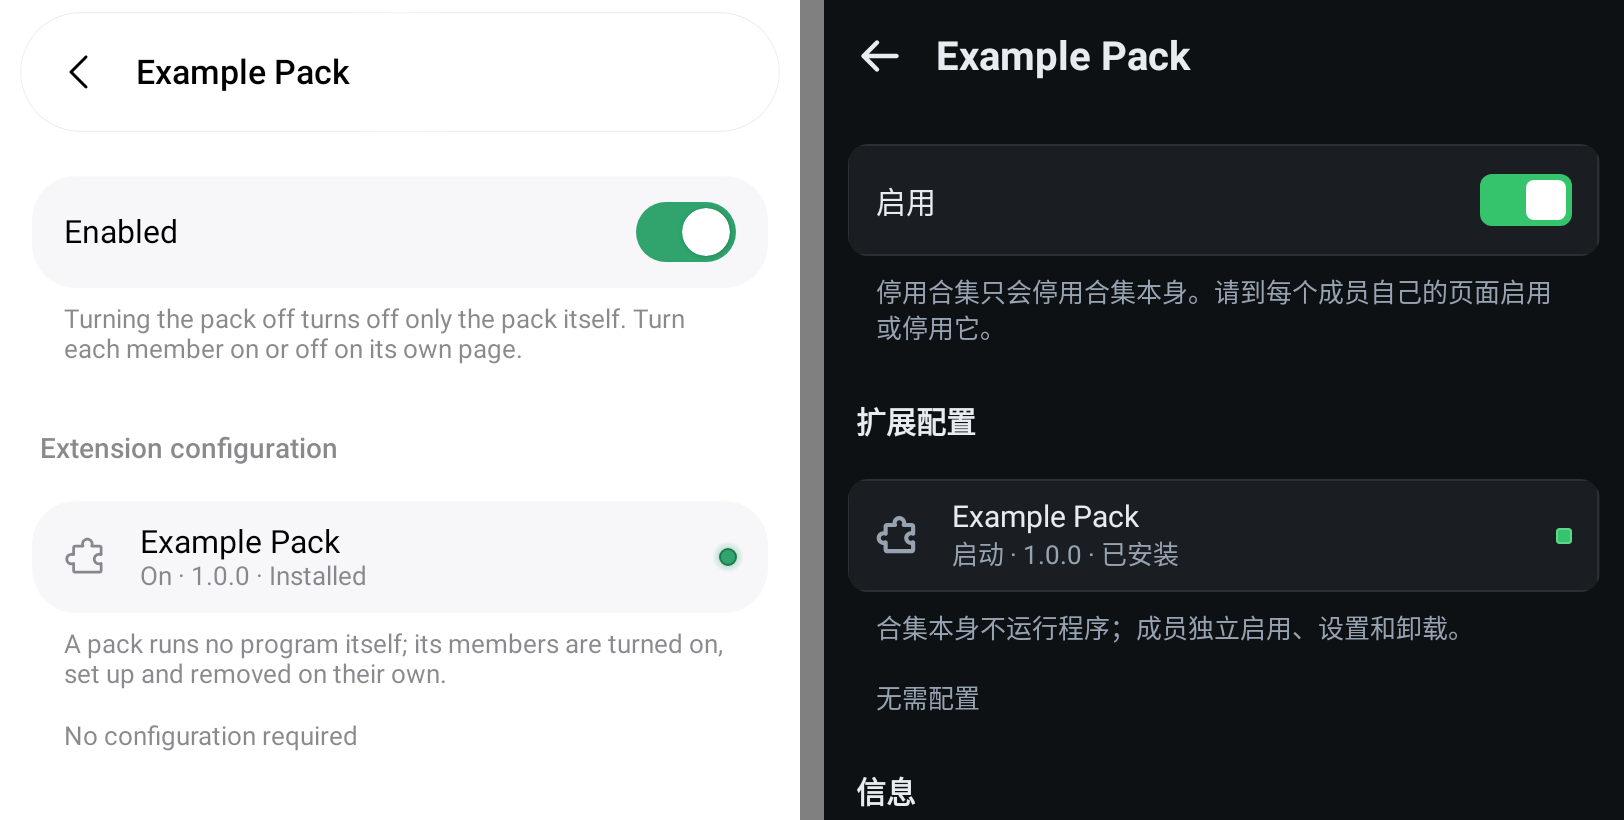 Example Pack
Enabled
Turning the pack off turns off only the pack itself. Turn
each member on or off on its own page.
Extension configuration
Example Pack
On · 1.0.0 · Installed
A pack runs no program itself; its members are turned on,
set up and removed on their own.
No configuration required
Example Pack
启用
停用合集只会停用合集本身。请到每个成员自己的页面启用
或停用它。
扩展配置
Example Pack
启动 · 1.0.0 · 已安装
合集本身不运行程序；成员独立启用、设置和卸载。
无需配置
信息